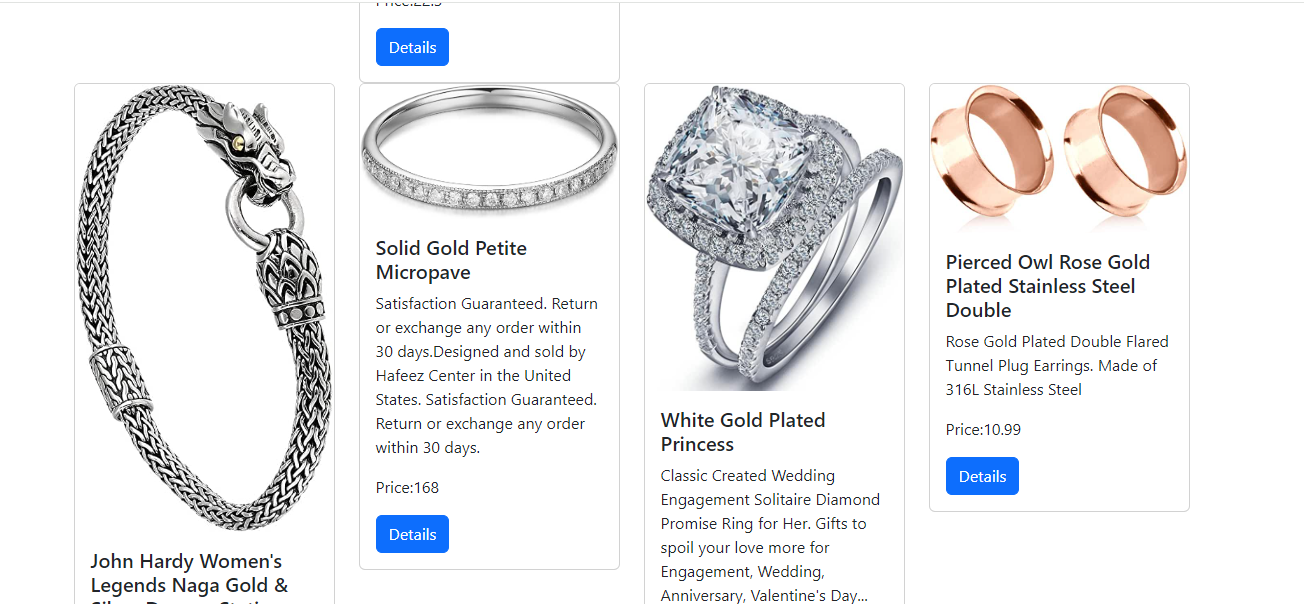 Price:22.3
Details
John Hardy Women's
Legends Naga Gold &
Solid Gold Petite
Micropave
Satisfaction Guaranteed. Return
or exchange any order within
30 days.Designed and sold by
Hafeez Center in the United
States. Satisfaction Guaranteed.
Return or exchange any order
within 30 days.
Price:168
Details
White Gold Plated
Princess
Classic Created Wedding
Engagement Solitaire Diamond
Promise Ring for Her. Gifts to
spoil your love more for
Engagement, Wedding,
Anniversary, Valentine's Day...
Pierced Owl Rose Gold
Plated Stainless Steel
Double
Rose Gold Plated Double Flared
Tunnel Plug Earrings. Made of
316L Stainless Steel
Price:10.99
Details